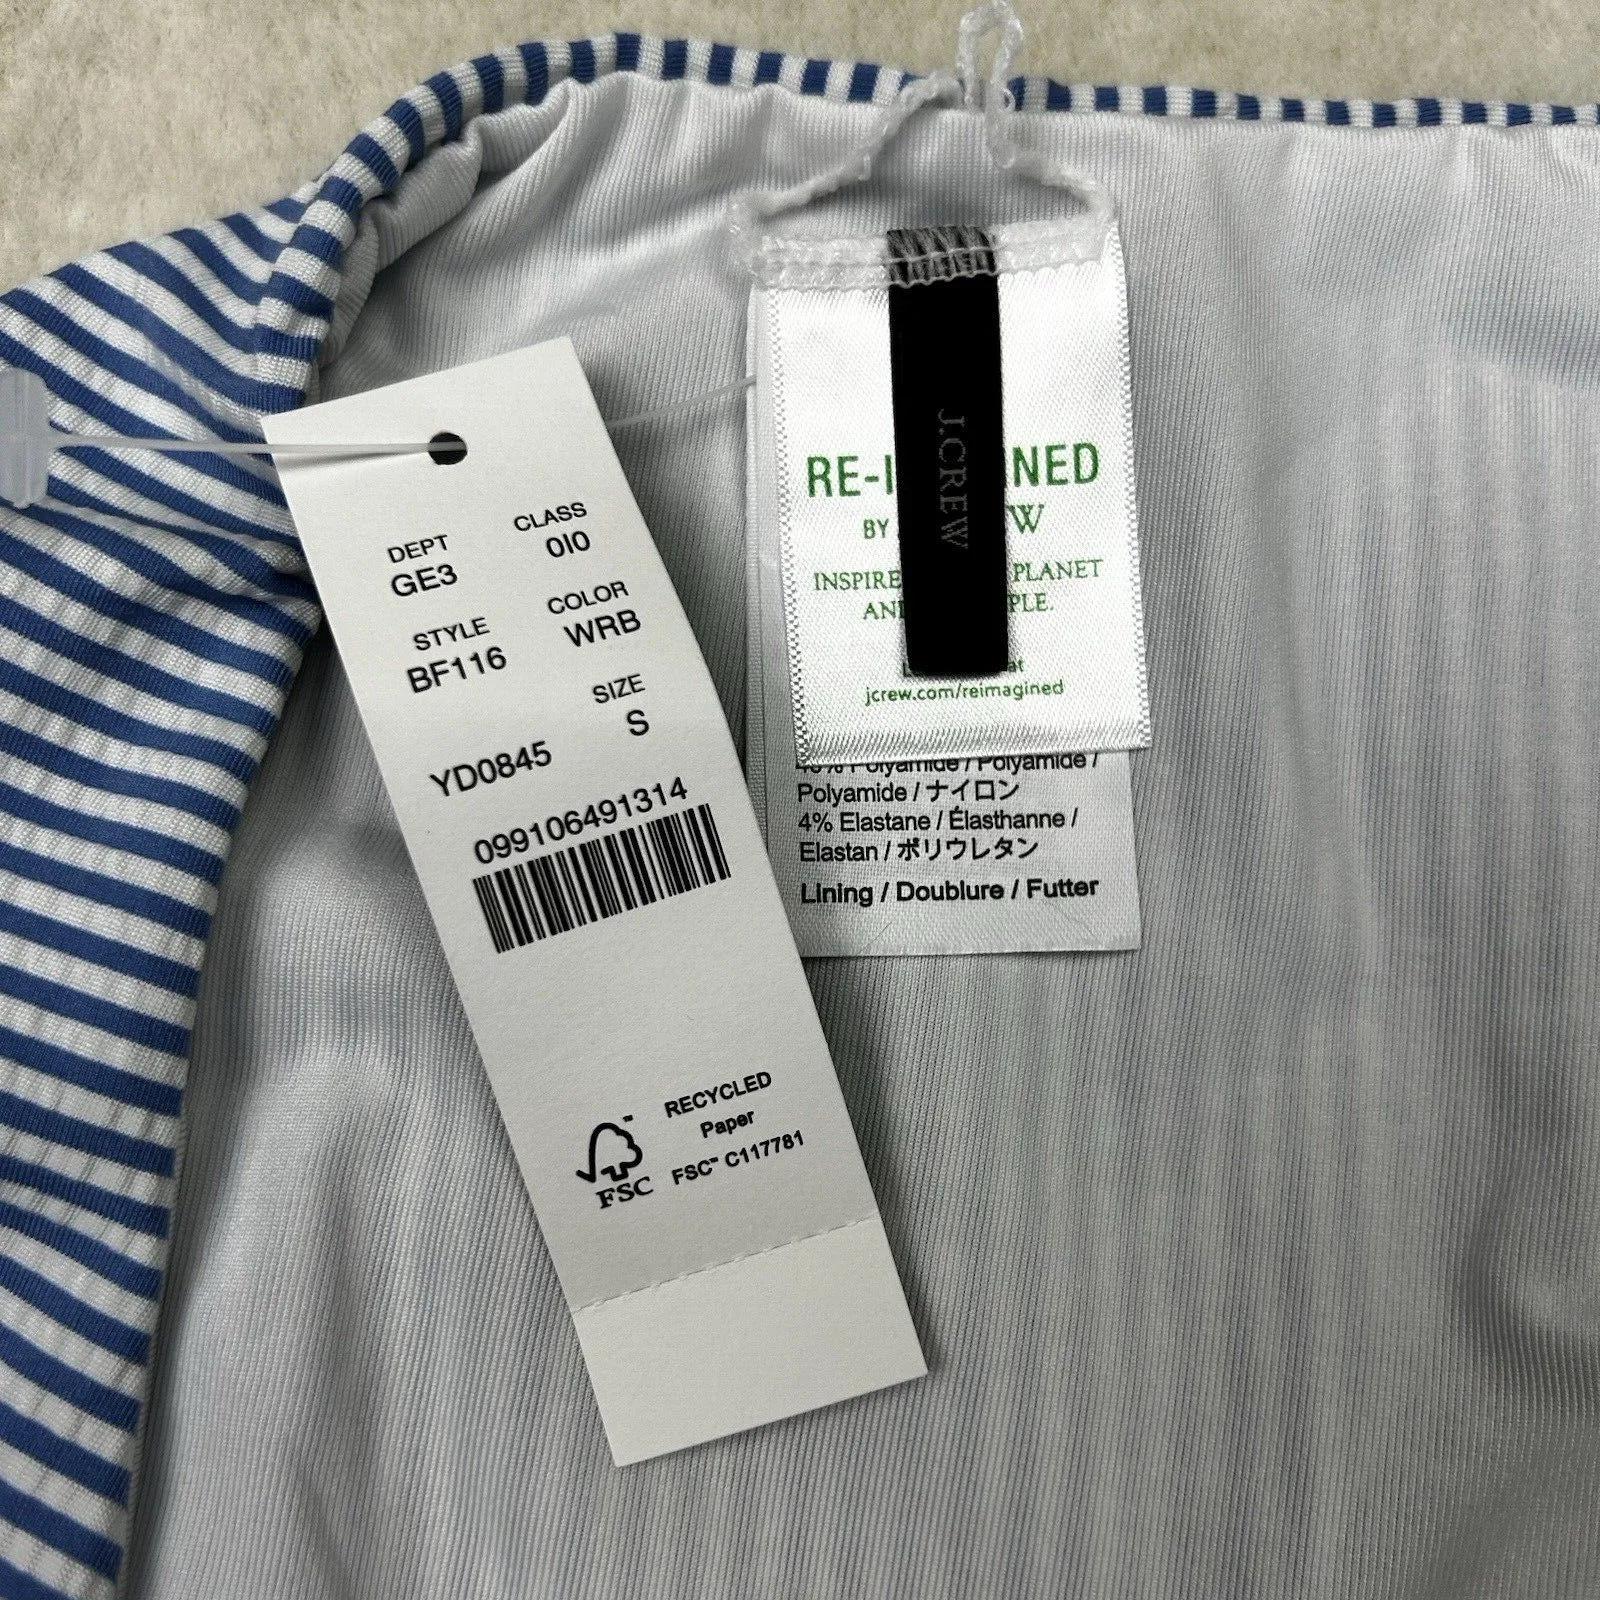 DEPT CLASS
GE3 010
STYLE COLOR
BF116 WRB
SIZE
YD0845 S
099106491314
RECYCLED
Paper
FSC™ C117781
FSC
J.CREW
BY
jcrew.com/reimagined
Polyamide / Polyamide /
Polyamide / ナイロン
4% Elastane / Élasthanne /
Elastan / ポリウレタン
Lining / Doublure / Futter